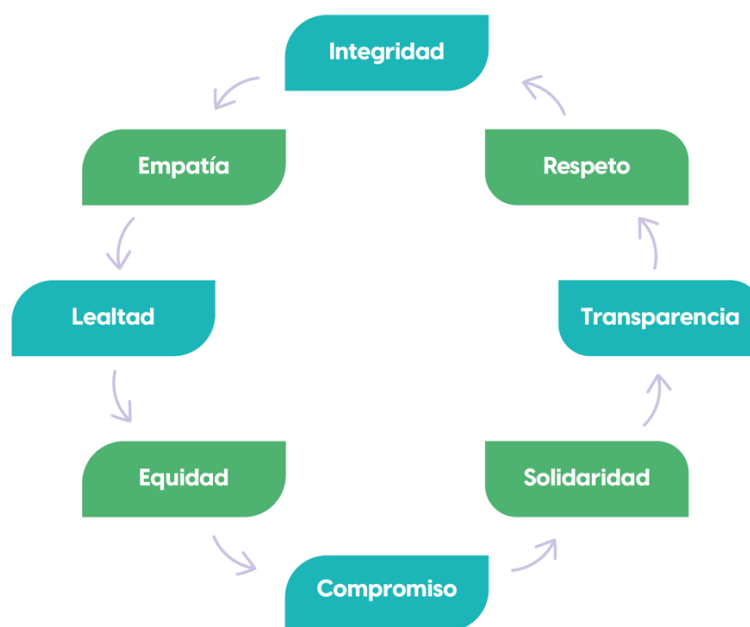 Integridad
Empatía
Respeto
Lealtad
Transparencia
Equidad
Solidaridad
Compromiso